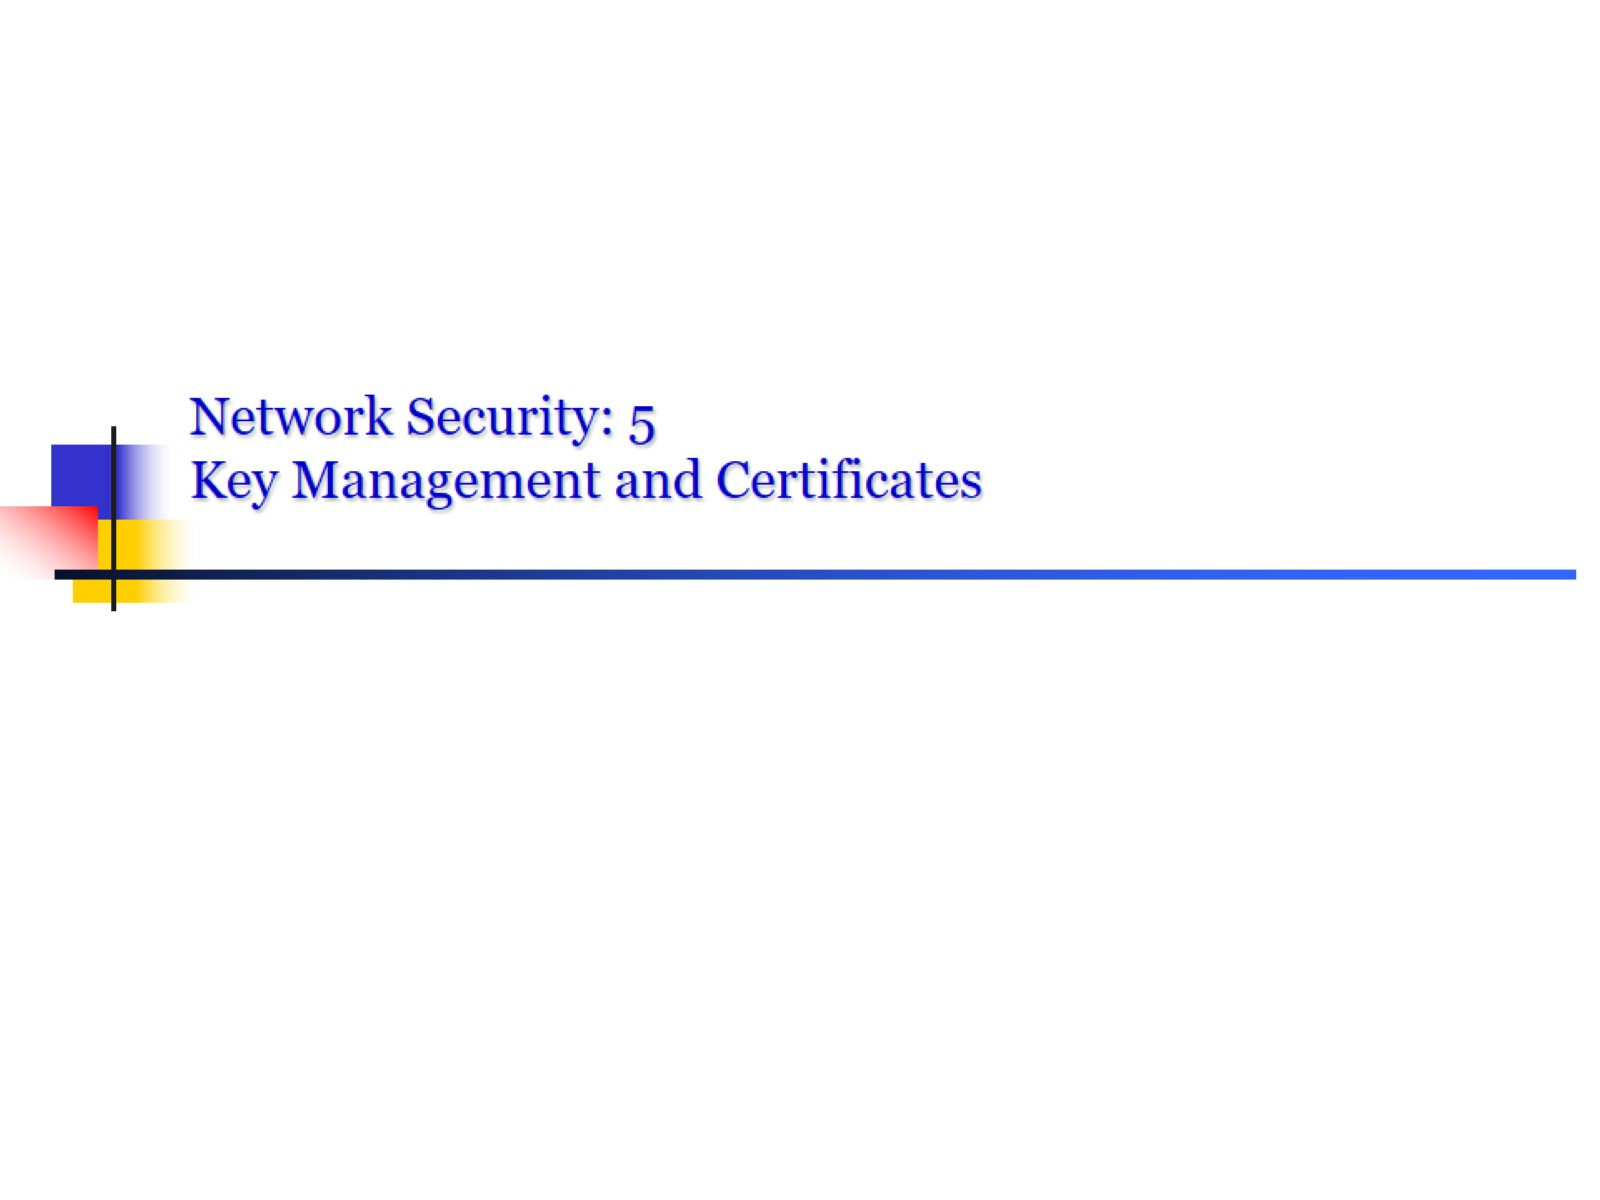 Network Security: 5
Key Management and Certificates